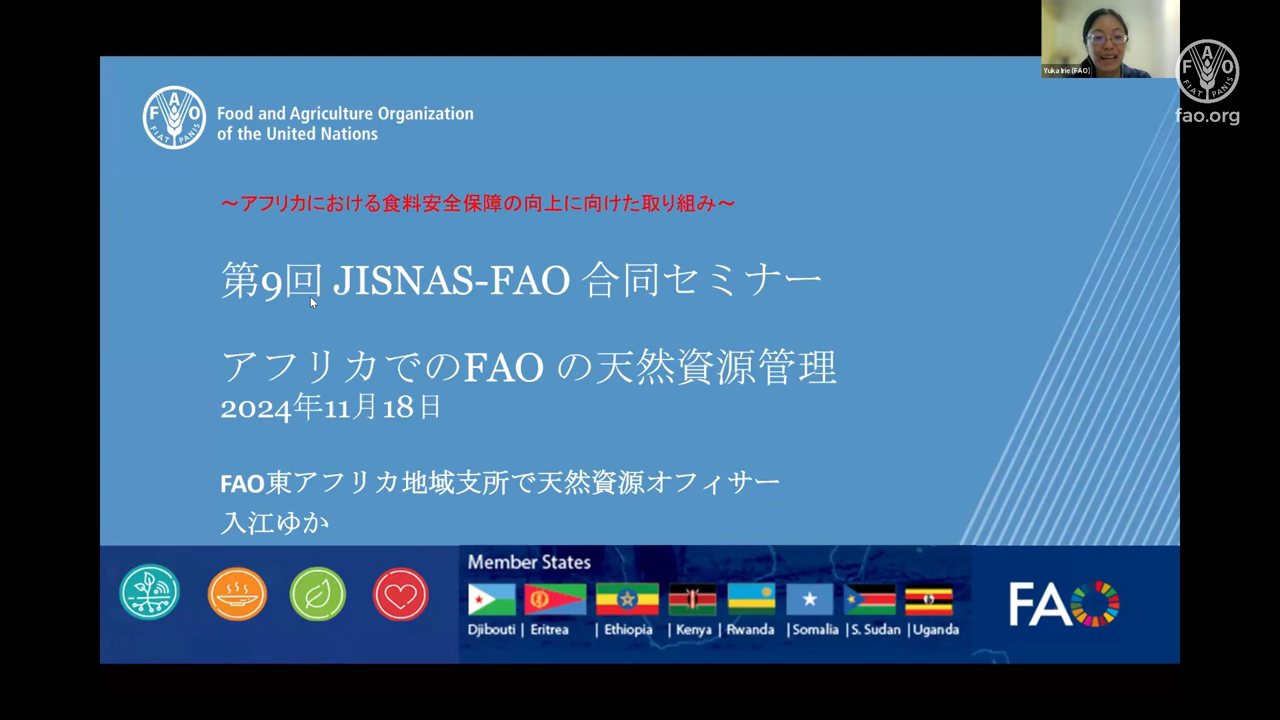 Yuka Irie (FAO)
F A O
FIAT PANIS
fao.org
F A O
FIAT PANIS
Food and Agriculture Organization
of the United Nations
～アフリカにおける食料安全保障の向上に向けた取り組み～
第9回 JISNAS-FAO 合同セミナー
アフリカでのFAO の天然資源管理
2024年11月18日
FAO東アフリカ地域支所で天然資源オフィサー
入江ゆか
Member States
Djibouti | Eritrea | Ethiopia | Kenya | Rwanda | Somalia | S. Sudan | Uganda
FAO